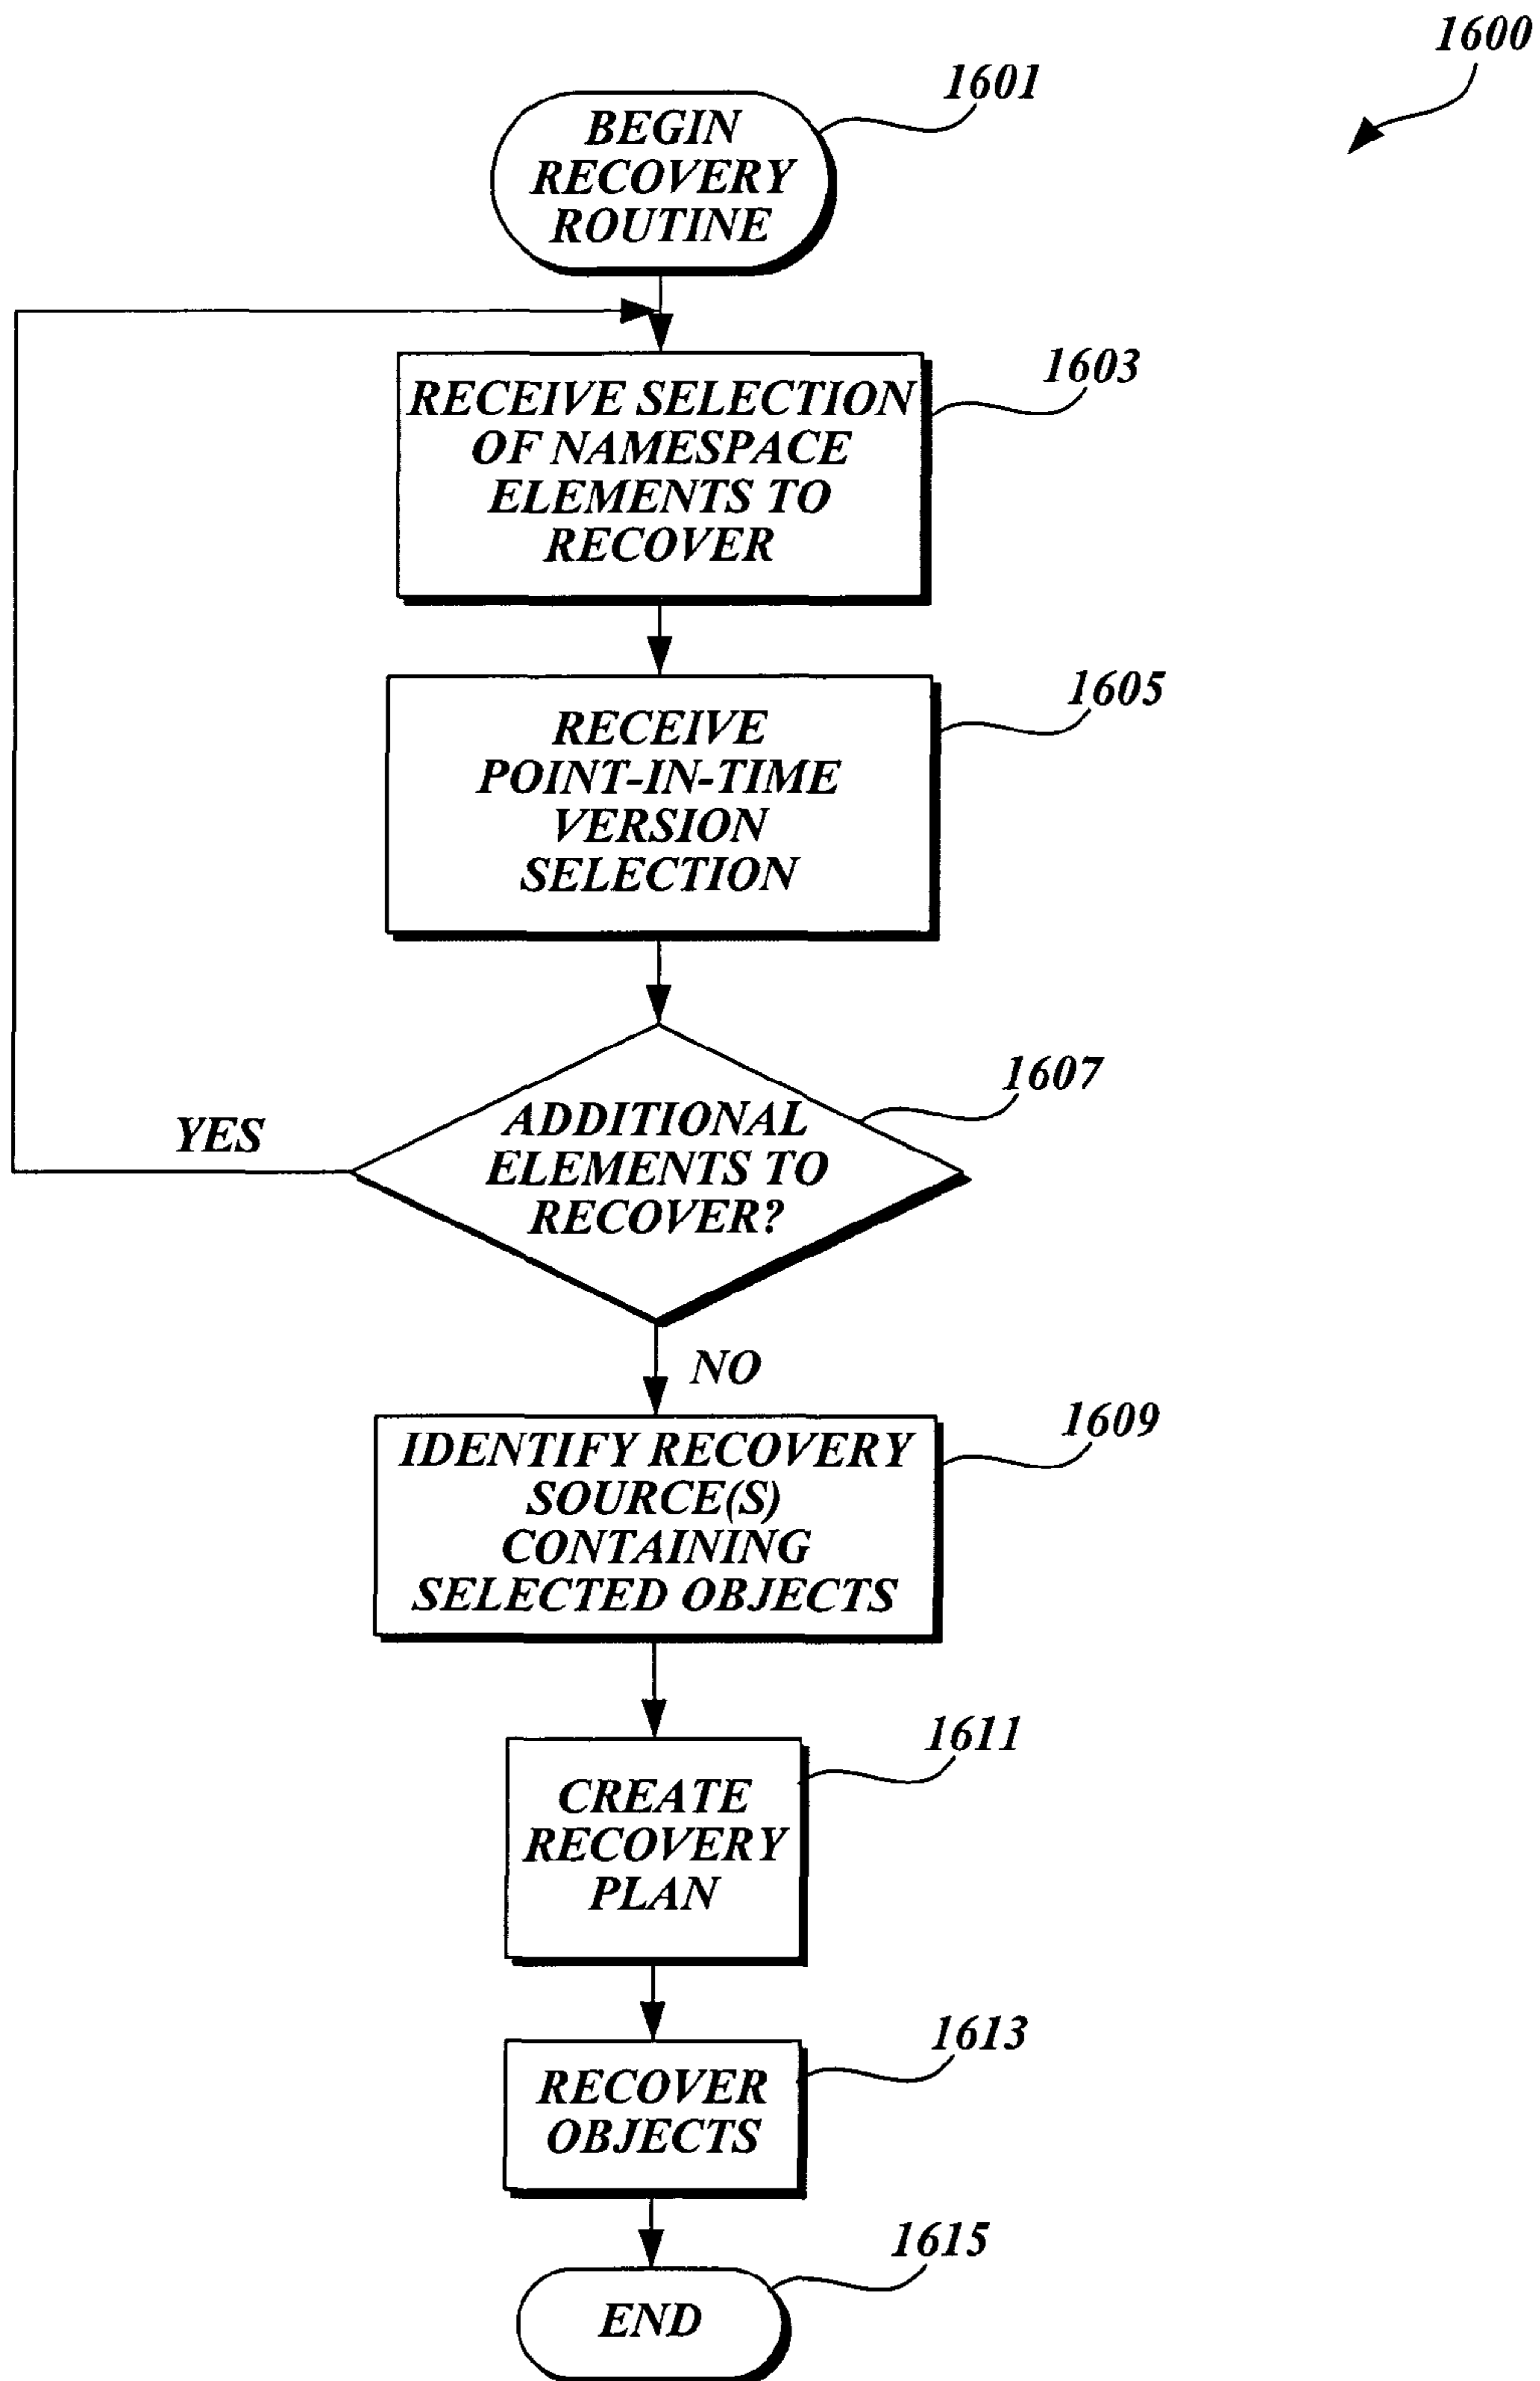 1600
1601
BEGIN
RECOVERY
ROUTINE
1603
RECEIVE SELECTION
OF NAMESPACE
ELEMENTS TO
RECOVER
1605
RECEIVE
POINT-IN-TIME
VERSION
SELECTION
1607
ADDITIONAL
ELEMENTS TO
RECOVER?
YES
NO
1609
IDENTIFY RECOVERY
SOURCE(S)
CONTAINING
SELECTED OBJECTS
1611
CREATE
RECOVERY
PLAN
1613
RECOVER
OBJECTS
1615
END